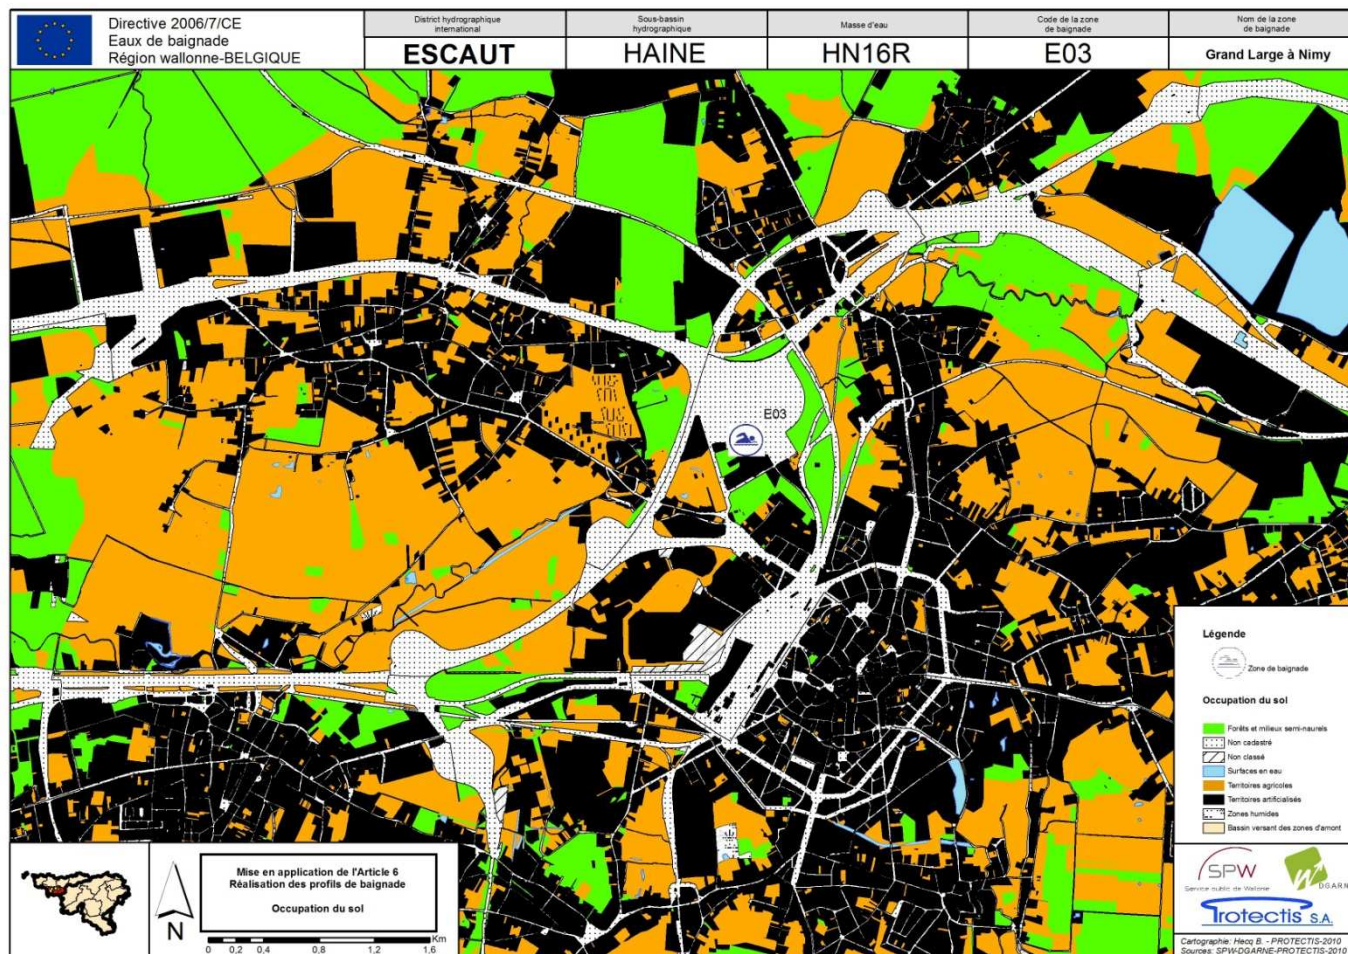 Directive 2006/7/CE
Eaux de baignade
Région wallonne-BELGIQUE
District hydrographique
international
ESCAUT
Sous-bassin
hydrographique
HAINE
Masse d'eau
HN16R
Code de la zone
de baignade
E03
Nom de la zone
de baignade
Grand Large à Nimy
E03
Légende
Zone de baignade
Occupation du sol
Forêts et milieux semi-naurels
Non cadastré
Non classé
Surfaces en eau
Territoires agricoles
Territoires artificialisés
Zones humides
Bassin versant des zones d'amont
N
Mise en application de l'Article 6
Réalisation des profils de baignade
Occupation du sol
Km
0 0,2 0,4 0,8 1,2 1,6
SPW
Service public de Wallonie
DGARN
Protectis S.A.
Cartographie: Hecq B. - PROTECTIS-2010
Sources: SPW-DGARNE-PROTECTIS-2010